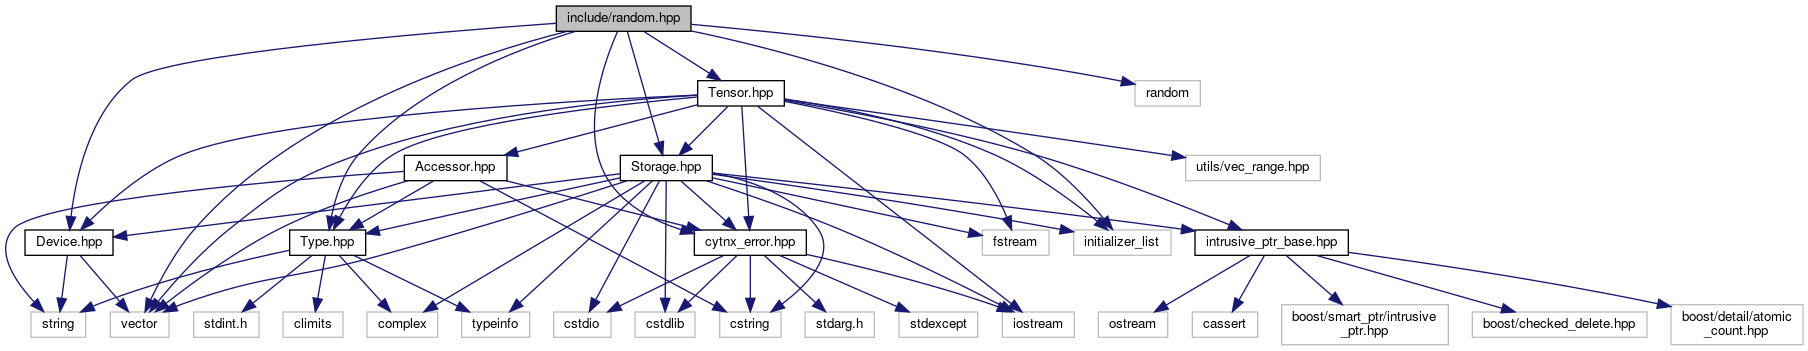 include/random.hpp
Tensor.hpp
random
Accessor.hpp
Storage.hpp
utils/vec_range.hpp
Device.hpp
Type.hpp
cytnx_error.hpp
fstream
initializer_list
intrusive_ptr_base.hpp
string
vector
stdint.h
climits
complex
typeinfo
cstdio
cstdlib
cstring
stdarg.h
stdexcept
iostream
ostream
cassert
boost/smart_ptr/intrusive
_ptr.hpp
boost/checked_delete.hpp
boost/detail/atomic
_count.hpp